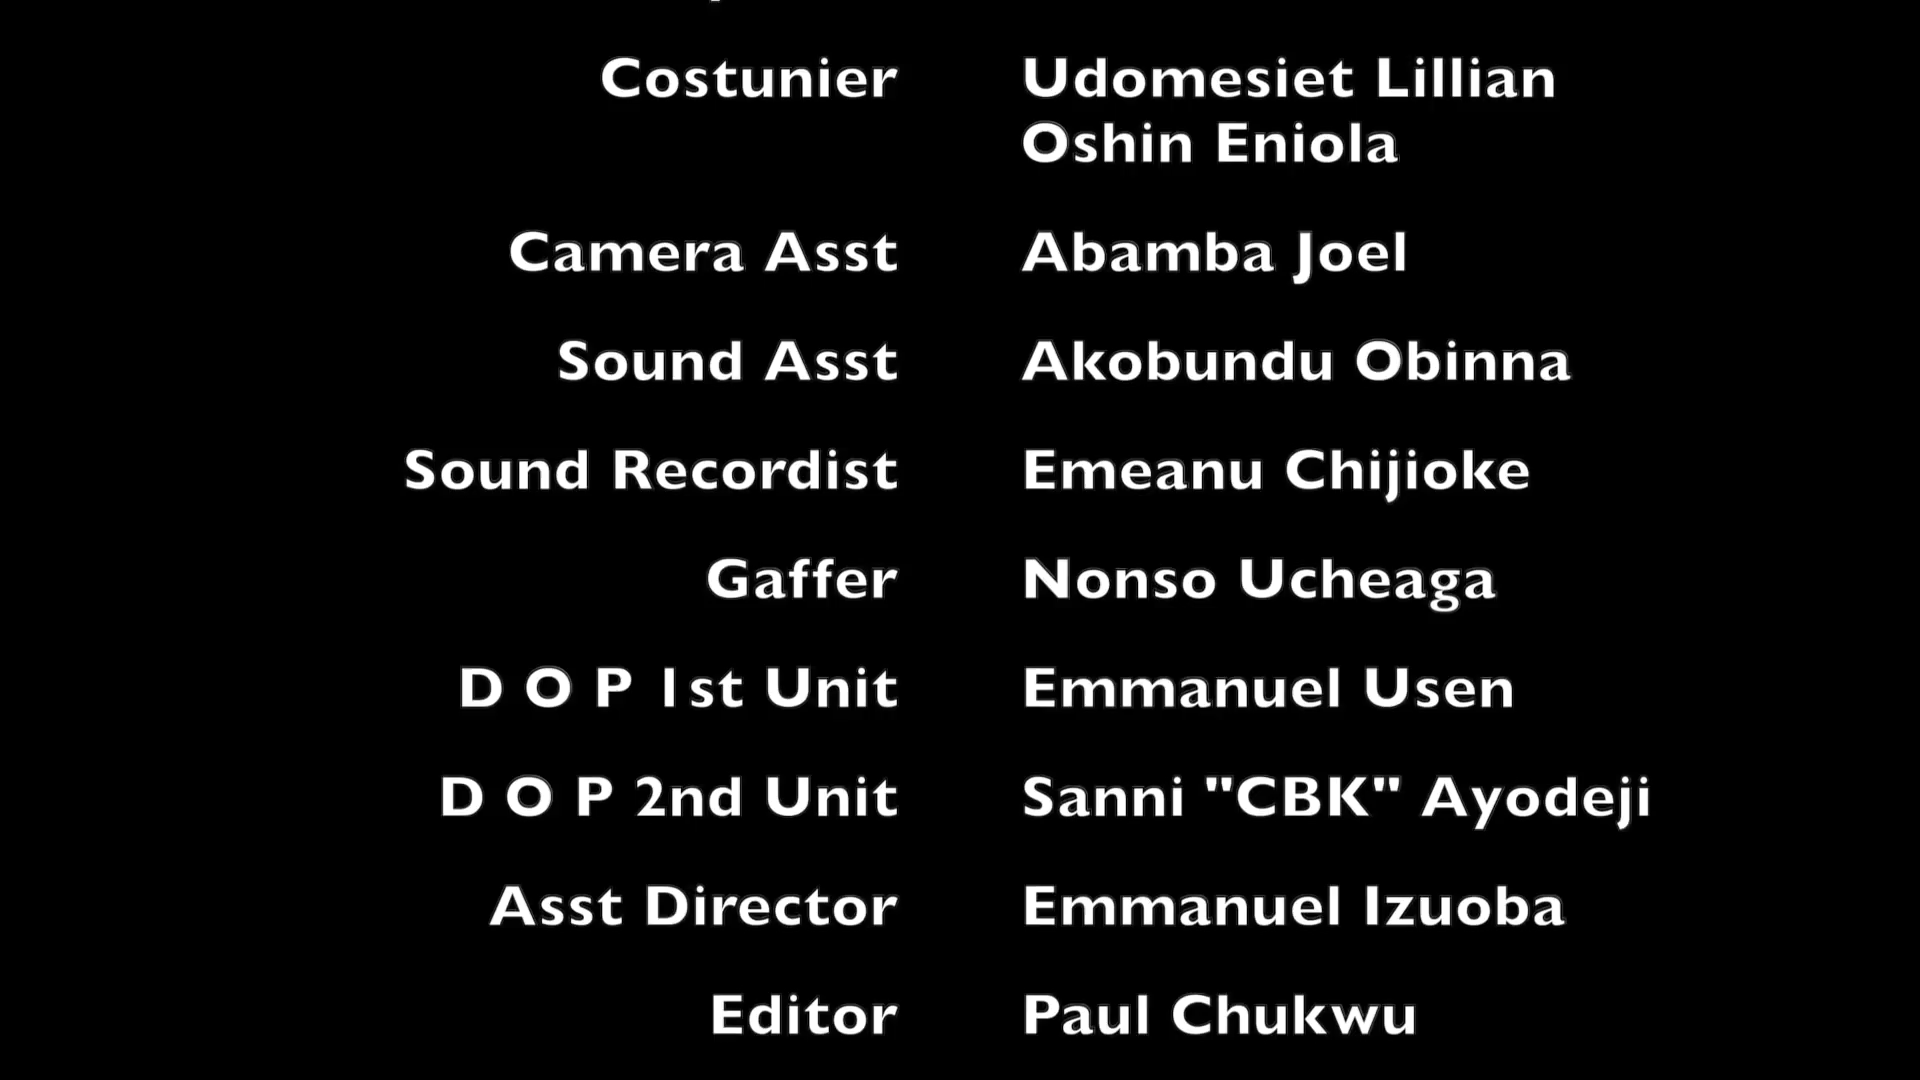 Costunier Udomesiet Lillian
Oshin Eniola
Camera Asst Abamba Joel
Sound Asst Akobundu Obinna
Sound Recordist Emeanu Chijioke
Gaffer Nonso Ucheaga
D O P 1st Unit Emmanuel Usen
D O P 2nd Unit Sanni "CBK" Ayodeji
Asst Director Emmanuel Izuoba
Editor Paul Chukwu